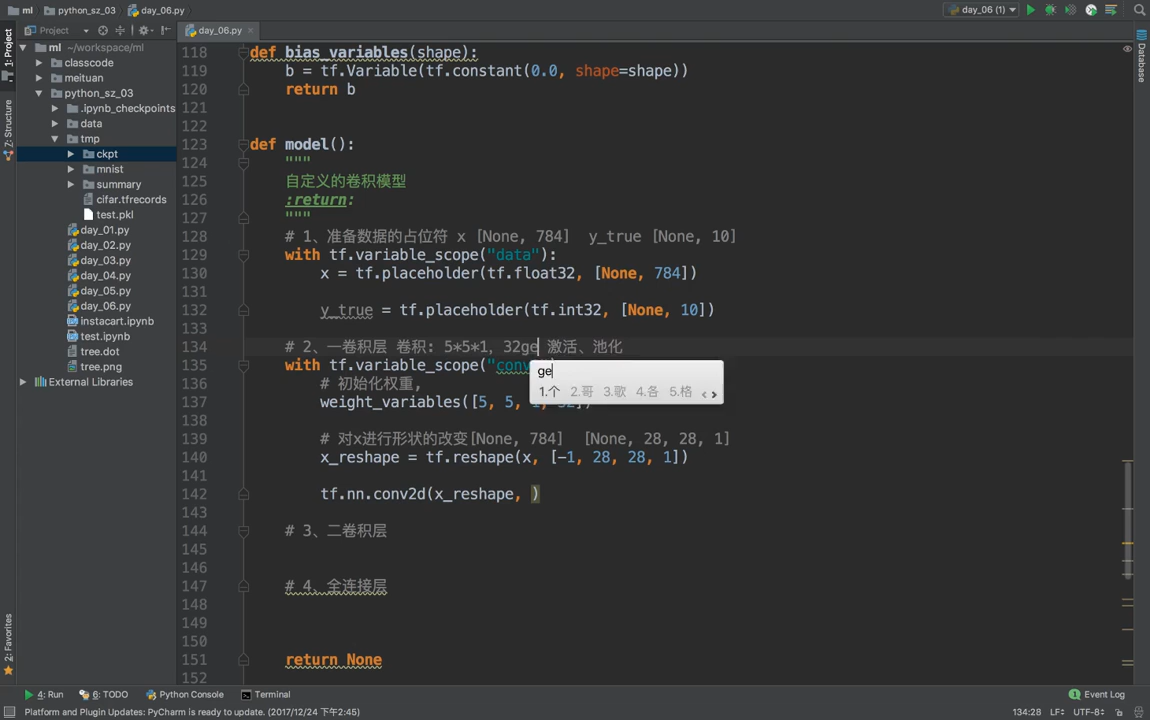 ml
python_sz_03
day_06.py
day_06 (1)
Project
day_06.py
1: Project
Z: Structure
2: Favorites
Database
ml ~/workspace/ml
classcode
meituan
python_sz_03
.ipynb_checkpoints
data
tmp
ckpt
mnist
summary
cifar.tfrecords
test.pkl
day_01.py
day_02.py
day_03.py
day_04.py
day_05.py
day_06.py
instacart.ipynb
test.ipynb
tree.dot
tree.png
External Libraries
118 def bias_variables(shape):
119 b = tf.Variable(tf.constant(0.0, shape=shape))
120 return b
121
122
123 def model():
124 """
125 自定义的卷积模型
126 :return:
127 """
128 # 1、准备数据的占位符 x [None, 784] y_true [None, 10]
129 with tf.variable_scope("data"):
130 x = tf.placeholder(tf.float32, [None, 784])
131
132 y_true = tf.placeholder(tf.int32, [None, 10])
133
134 # 2、一卷积层 卷积: 5*5*1, 32ge 激活、池化
135 with tf.variable_scope("conv
ge
1.个 2.哥 3.歌 4.各 5.格
136 # 初始化权重,
137 weight_variables([5, 5, 1, 32])
138
139 # 对x进行形状的改变[None, 784] [None, 28, 28, 1]
140 x_reshape = tf.reshape(x, [-1, 28, 28, 1])
141
142 tf.nn.conv2d(x_reshape, )
143
144 # 3、二卷积层
145
146
147 # 4、全连接层
148
149
150
151 return None
152
4: Run
6: TODO
Python Console
Terminal
1 Event Log
Platform and Plugin Updates: PyCharm is ready to update. (2017/12/24 下午2:45)
134:28 LF÷ UTF-8÷